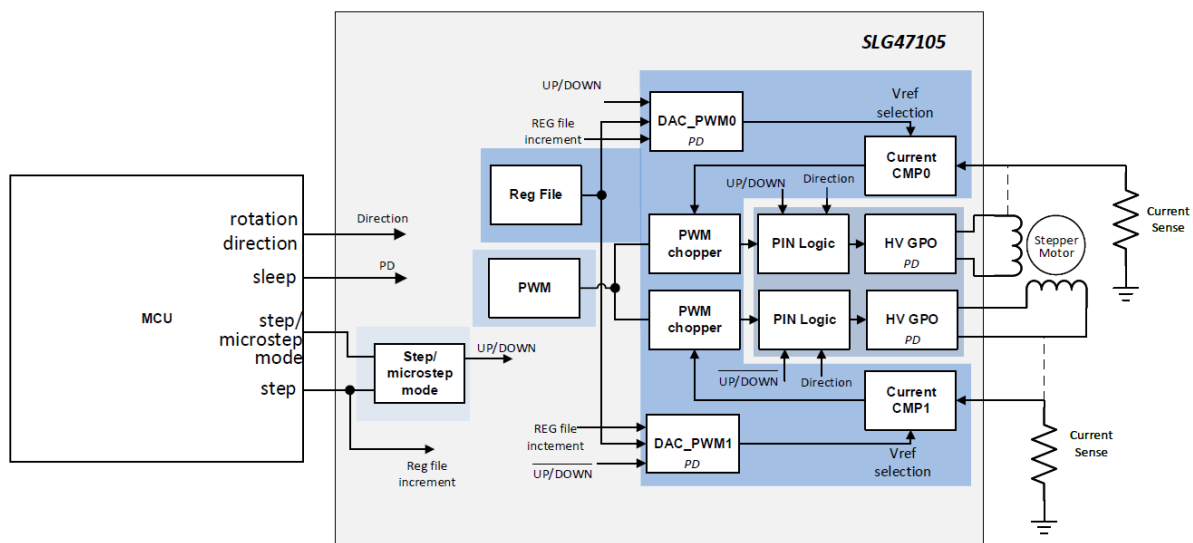 SLG47105
UP/DOWN
REG file
increment
DAC_PWM0
PD
Vref
selection
Current
CMP0
Reg File
UP/DOWN
Direction
PWM
chopper
PIN Logic
HV GPO
PD
Stepper
Motor
Current
Sense
MCU
rotation
direction
sleep
step/
microstep
mode
step
Direction
PD
Step/
microstep
mode
UP/DOWN
Reg file
increment
PWM
PWM
chopper
PIN Logic
HV GPO
PD
UP/DOWN
Direction
Current
CMP1
REG file
inctement
UP/DOWN
DAC_PWM1
PD
Vref
selection
Current
Sense